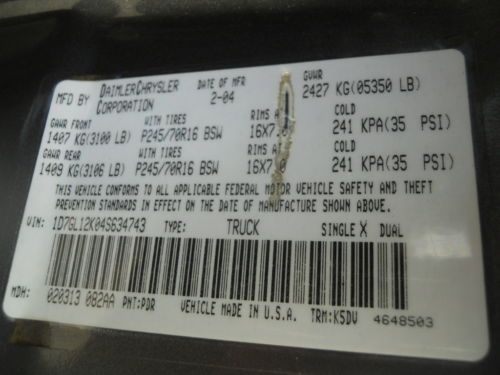 MFD BY DAIMLERCHRYSLER CORPORATION DATE OF MFR 2-04 GVWR 2427 KG(05350 LB)
GAWR FRONT WITH TIRES RIMS AT COLD
1407 KG(3100 LB) P245/70R16 BSW 16X7.0 241 KPA(35 PSI)
GAWR REAR WITH TIRES RIMS AT COLD
1409 KG(3106 LB) P245/70R16 BSW 16X7.0 241 KPA(35 PSI)
THIS VEHICLE CONFORMS TO ALL APPLICABLE FEDERAL MOTOR VEHICLE SAFETY AND THEFT
PREVENTION STANDARDS IN EFFECT ON THE DATE OF MANUFACTURE SHOWN ABOVE.
VIN: 1D7GL12K04S634743 TYPE: TRUCK SINGLE X DUAL
MDH: 020313 082AA PNT:PDR VEHICLE MADE IN U.S.A. TRM:K5DV 4648503